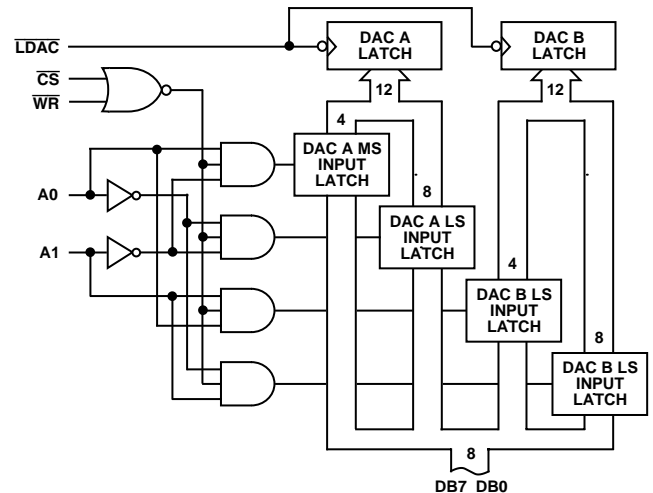 LDAC
DAC A
LATCH
DAC B
LATCH
CS
WR
12
12
4
DAC A MS
INPUT
LATCH
8
A0
DAC A LS
INPUT
LATCH
A1
4
DAC B LS
INPUT
LATCH
8
DAC B LS
INPUT
LATCH
8
DB7 DB0